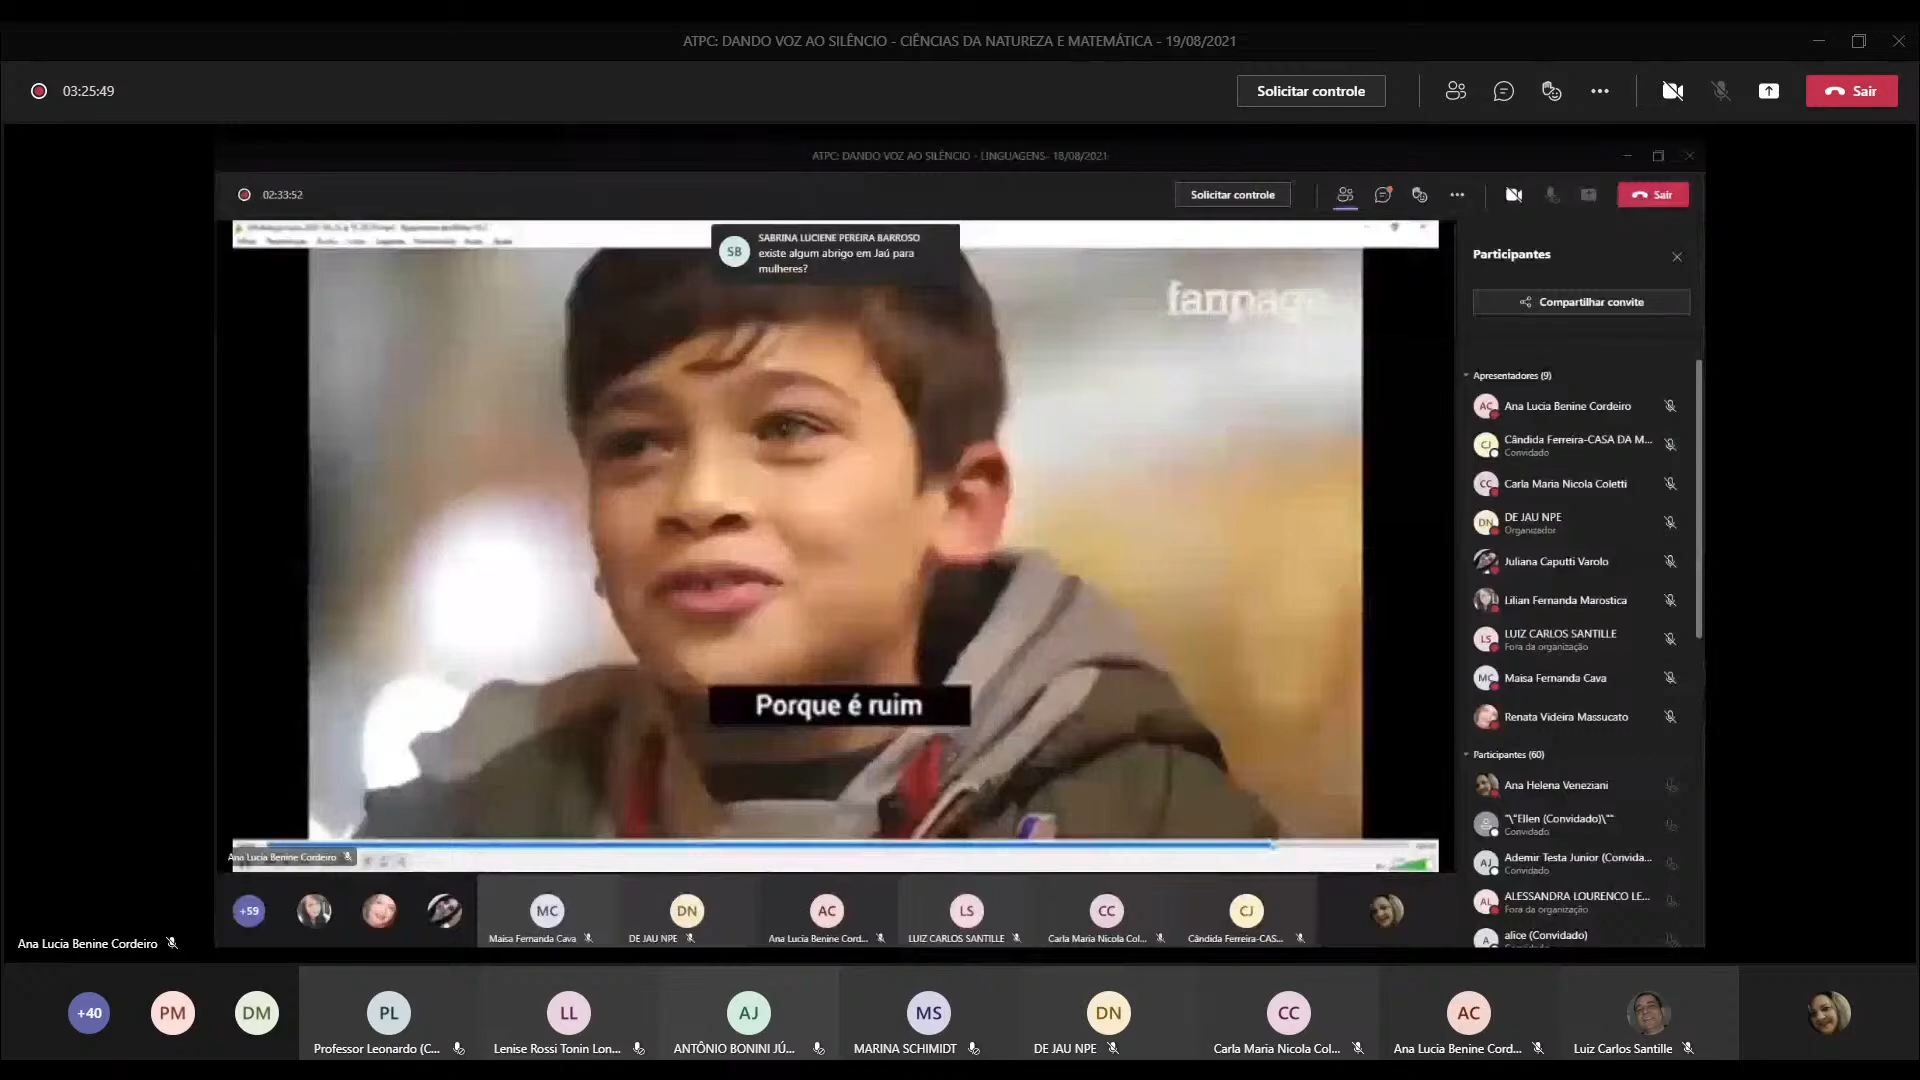 ATPC: DANDO VOZ AO SILÊNCIO - CIÊNCIAS DA NATUREZA E MATEMÁTICA - 19/08/2021
03:25:49
Solicitar controle
Sair
ATPC: DANDO VOZ AO SILÊNCIO - LINGUAGENS- 18/08/2021
02:33:52
Solicitar controle
Sair
SB
SABRINA LUCIENE PEREIRA BARROSO
existe algum abrigo em Jaú para
mulheres?
fanpage
Porque é ruim
Participantes
Compartilhar convite
Apresentadores (9)
AC Ana Lucia Benine Cordeiro
CJ Cândida Ferreira-CASA DA M...
Convidado
CC Carla Maria Nicola Coletti
DN DE JAU NPE
Organizador
Juliana Caputti Varolo
Lilian Fernanda Marostica
LS LUIZ CARLOS SANTILLE
Fora da organização
MC Maisa Fernanda Cava
Renata Videira Massucato
Participantes (60)
Ana Helena Veneziani
"\"Ellen (Convidado)\""
Convidado
AJ Ademir Testa Junior (Convida...
Convidado
AL ALESSANDRA LOURENCO LE...
Fora da organização
A alice (Convidado)
Ana Lucia Benine Cordeiro
+59
MC
DN
AC
LS
CC
CJ
Maisa Fernanda Cava
DE JAU NPE
Ana Lucia Benine Cord...
LUIZ CARLOS SANTILLE
Carla Maria Nicola Col...
Cândida Ferreira-CAS...
Ana Lucia Benine Cordeiro
+40
PM
DM
PL
LL
AJ
MS
DN
CC
AC
Professor Leonardo (C...
Lenise Rossi Tonin Lon...
ANTÔNIO BONINI JÚ...
MARINA SCHIMIDT
DE JAU NPE
Carla Maria Nicola Col...
Ana Lucia Benine Cord...
Luiz Carlos Santille